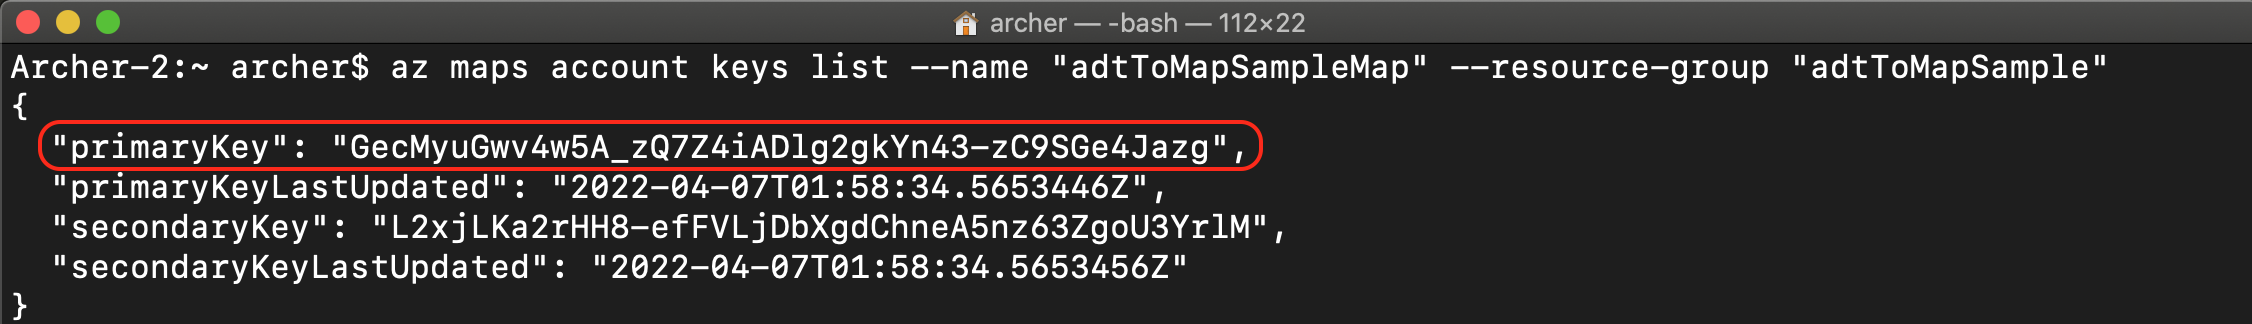 archer — -bash — 112×22
Archer-2:~ archer$ az maps account keys list --name "adtToMapSampleMap" --resource-group "adtToMapSample"
{
  "primaryKey": "GecMyuGwv4w5A_zQ7Z4iADlg2gkYn43-zC9SGe4Jazg",
  "primaryKeyLastUpdated": "2022-04-07T01:58:34.5653446Z",
  "secondaryKey": "L2xjLKa2rHH8-efFVLjDbXgdChneA5nz63ZgoU3YrlM",
  "secondaryKeyLastUpdated": "2022-04-07T01:58:34.5653456Z"
}